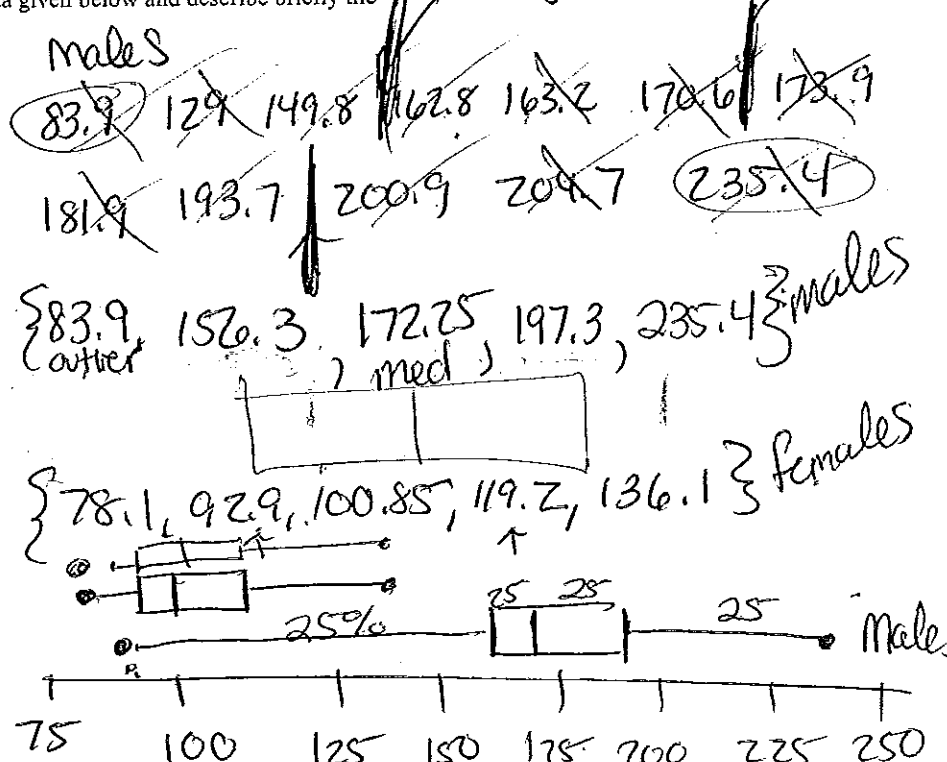 a given below and describe briefly the
males
83.9 129 149.8 162.8 163.2 170.6 173.9
181.9 193.7 200.9 209.7 235.4
{83.9, 156.3, 172.25, 197.3, 235.4} males
outlier med
{78.1, 92.9, 100.85, 119.2, 136.1} females
25 25
25% 25 Males
75 100 125 150 175 200 225 250